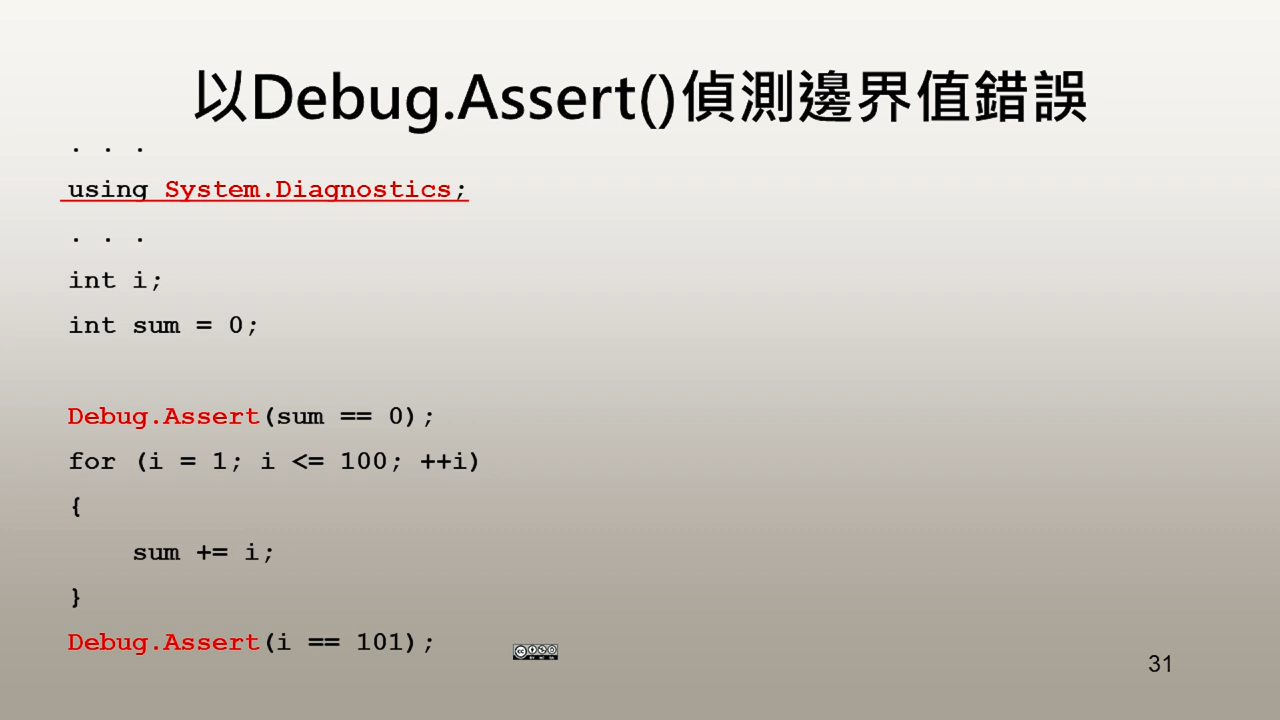 以Debug.Assert()偵測邊界值錯誤
. . .
using System.Diagnostics;
. . .
int i;
int sum = 0;
Debug.Assert(sum == 0);
for (i = 1; i <= 100; ++i)
{
    sum += i;
}
Debug.Assert(i == 101);
31